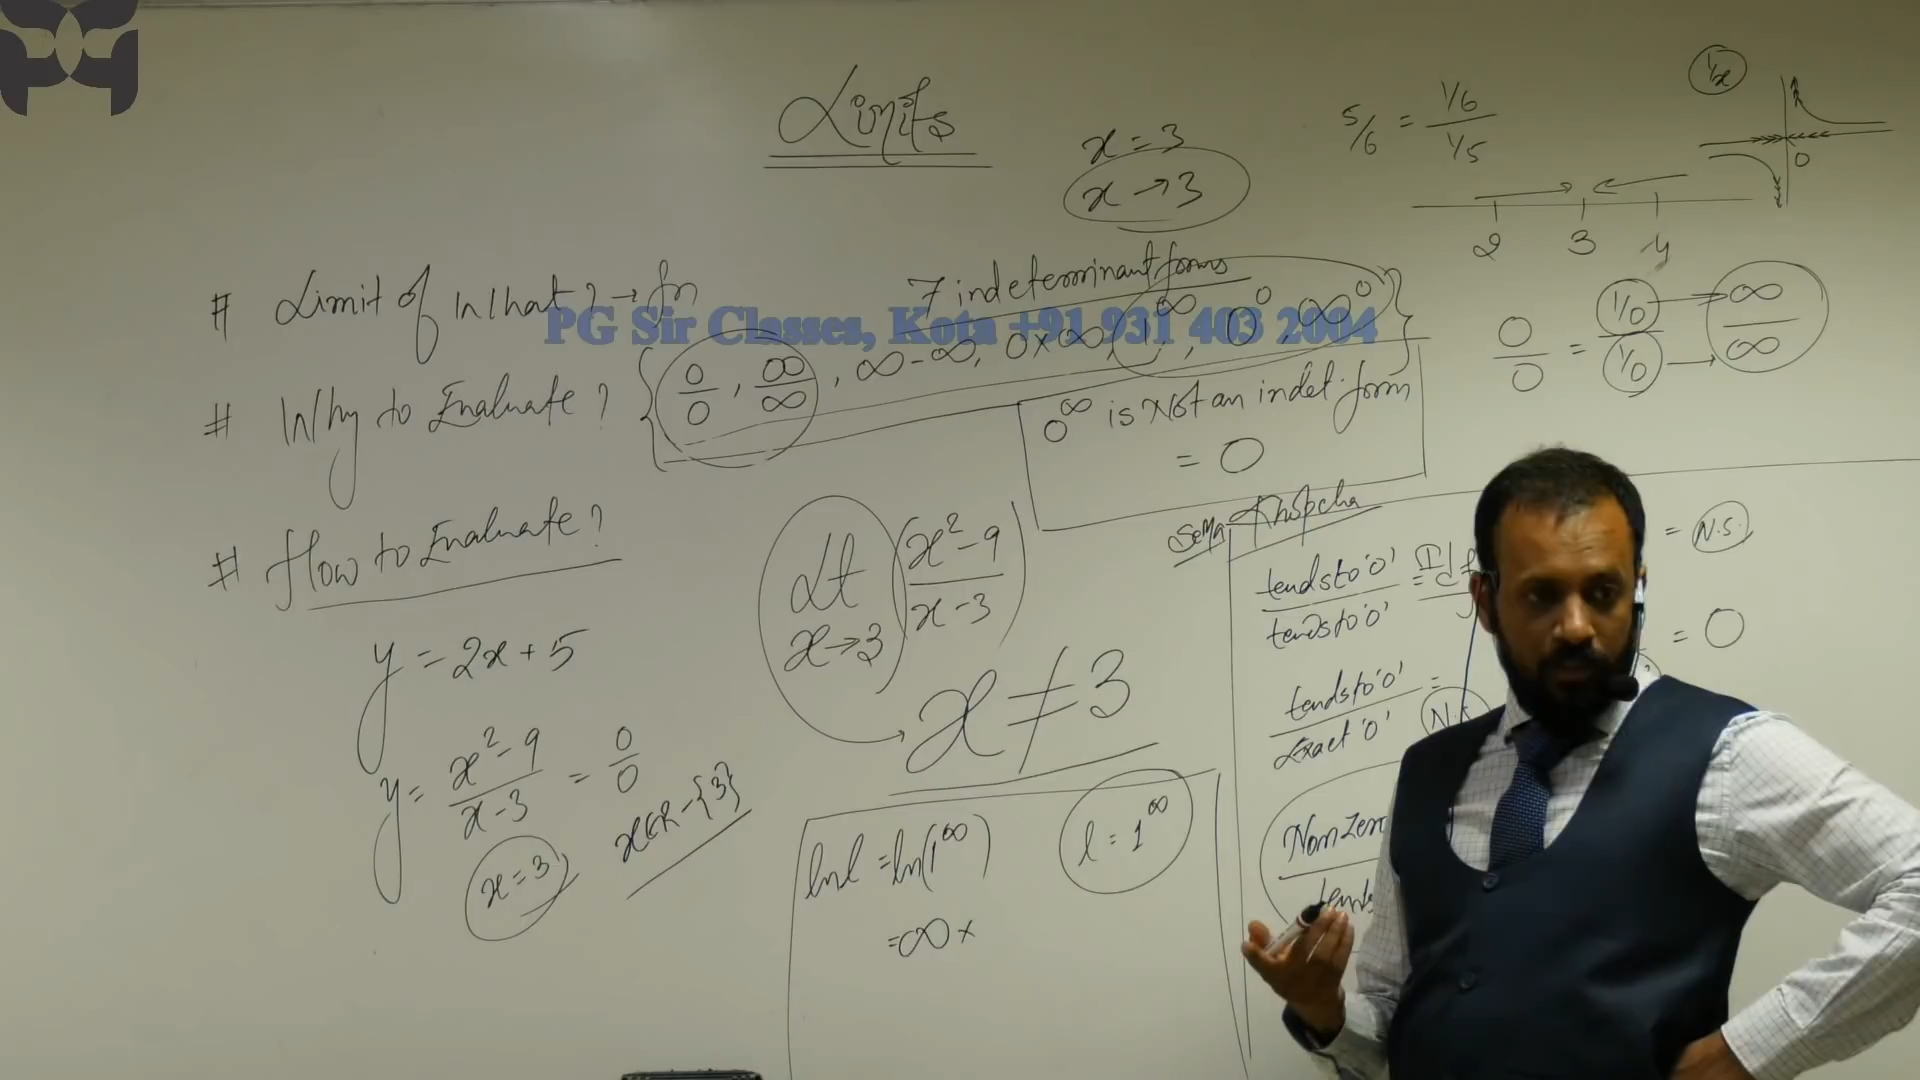 Limits
x = 3
x → 3
5/6 = (1/6)/(1/5)
1/x
0
2 3 4
# Limit of What? → fn
7 indeterminant forms
PG Sir Classes, Kota +91 931 403 2004
# Why to Evaluate? { 0/0, ∞/∞, ∞-∞, 0×∞, 1^∞, 0^0, ∞^0 }
0/0 = (1/0)/(1/0) → ∞/∞
0^∞ is Not an indet. form
= 0
# How to Evaluate?
y = 2x + 5
y = (x²-9)/(x-3) = 0/0
x = 3
x∈R-{3}
Lt x→3 ((x²-9)/(x-3))
x ≠ 3
l = 1^∞
ln l = ln(1^∞)
= ∞ ×
Khopcha
tends to '0' / tends to '0' =
= N.S.
= 0
tends to '0' / Exact '0' =
Non Zero
tends